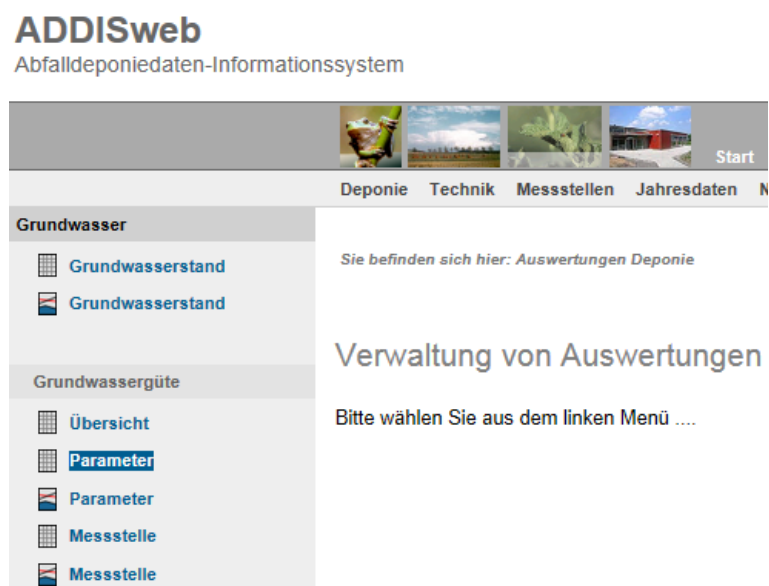 ADDISweb
Abfalldeponiedaten-Informationssystem
Start
Deponie Technik Messstellen Jahresdaten N
Grundwasser
Grundwasserstand
Grundwasserstand
Grundwassergüte
Übersicht
Parameter
Parameter
Messstelle
Messstelle
Sie befinden sich hier: Auswertungen Deponie
Verwaltung von Auswertungen
Bitte wählen Sie aus dem linken Menü ....